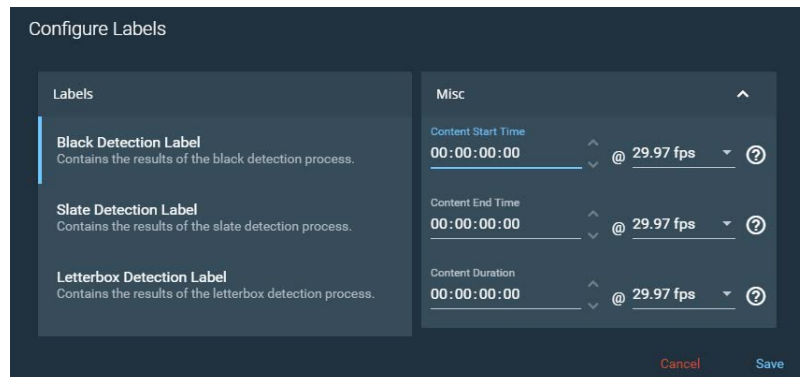 Configure Labels
Labels
Black Detection Label
Contains the results of the black detection process.
Slate Detection Label
Contains the results of the slate detection process.
Letterbox Detection Label
Contains the results of the letterbox detection process.
Misc
Content Start Time
00:00:00:00 @ 29.97 fps
Content End Time
00:00:00:00 @ 29.97 fps
Content Duration
00:00:00:00 @ 29.97 fps
Cancel Save